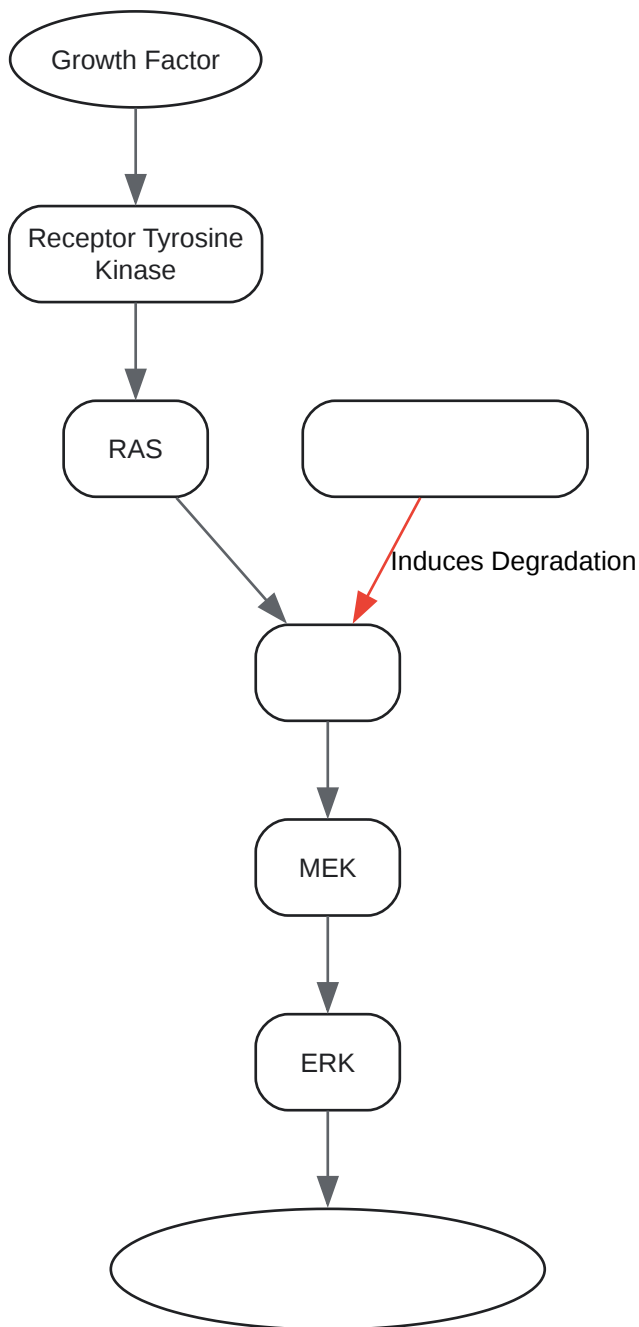 Growth Factor
Receptor Tyrosine
Kinase
RAS
Induces Degradation
MEK
ERK